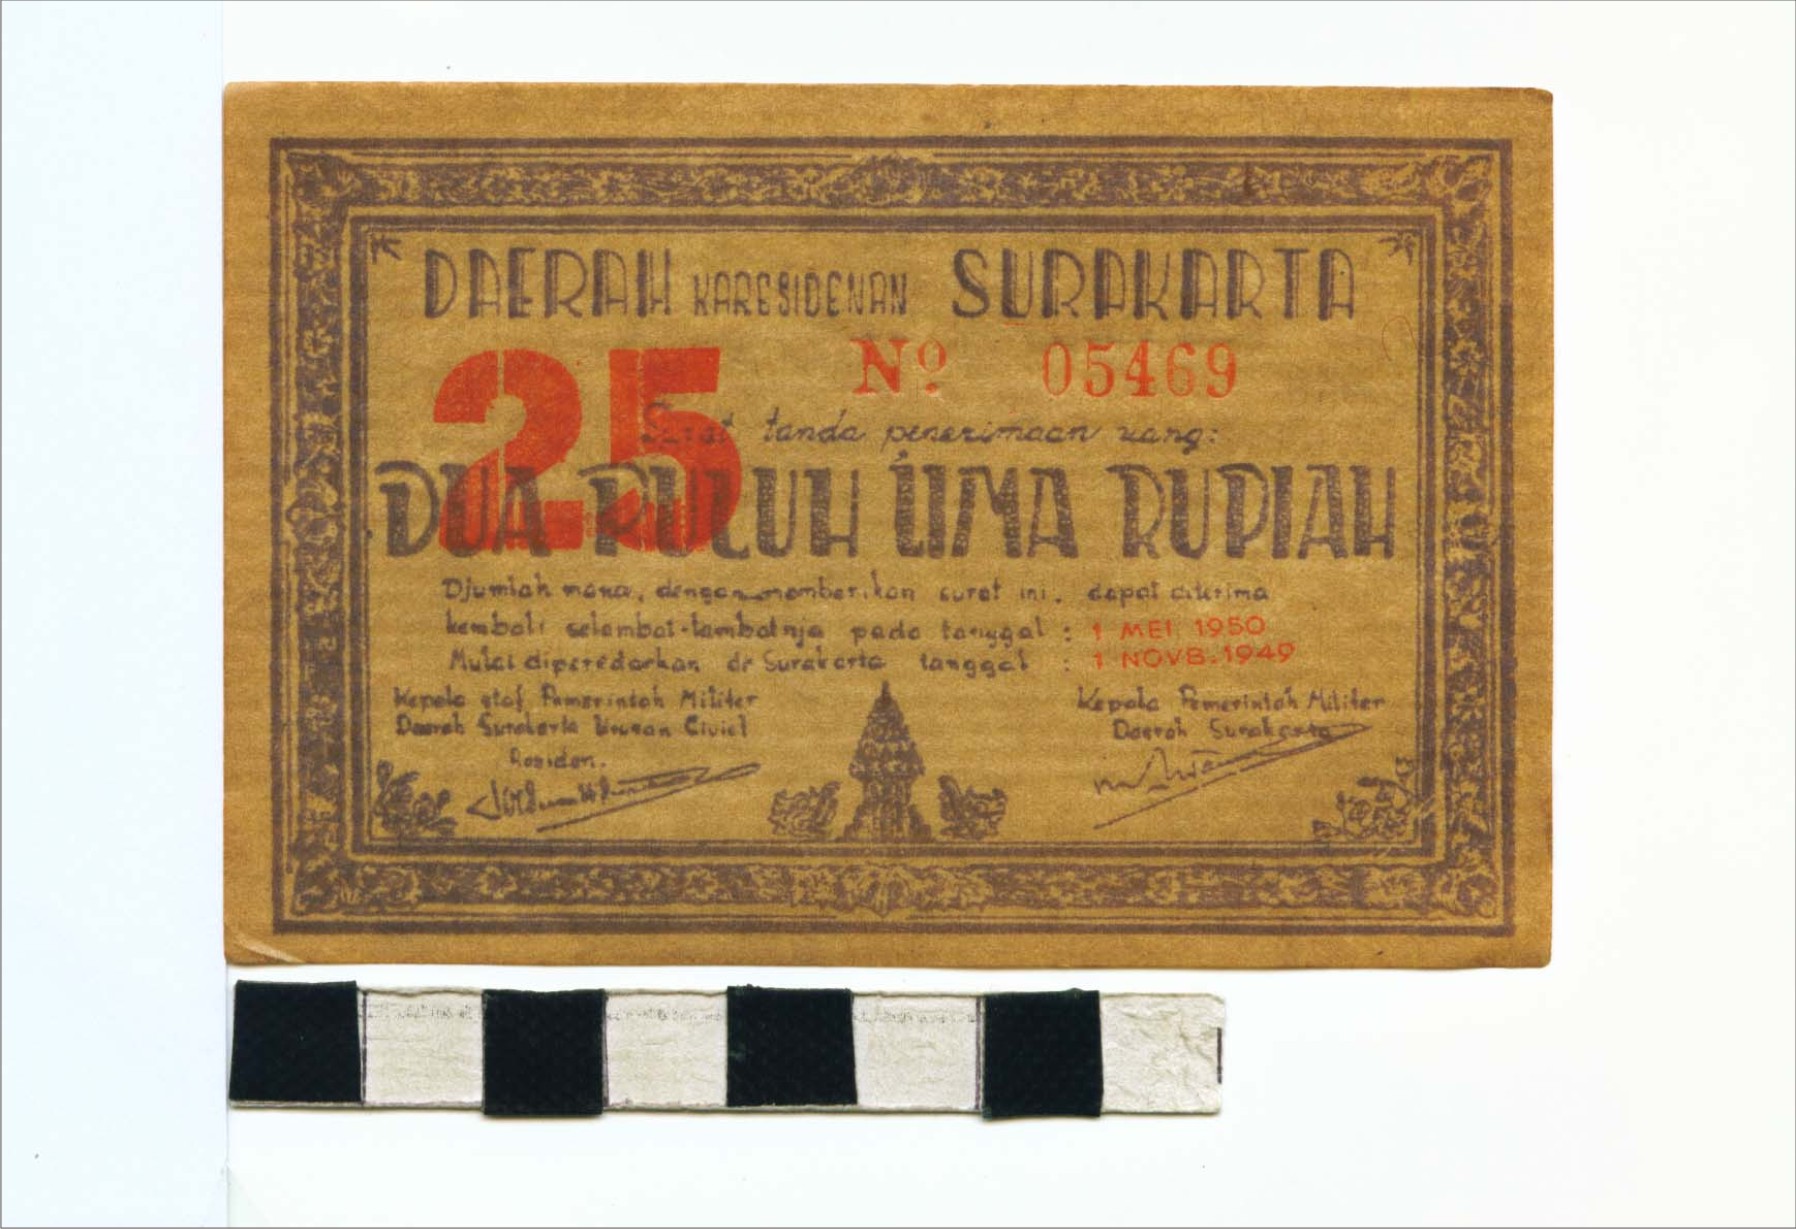 DAERAH KARESIDENAN SURAKARTA
25 No 05469
Surat tanda penerimaan uang:
DUA PULUH LIMA RUPIAH
Djumlah mana, dengan memberikan surat ini, dapat diterima
kembali selambat-lambatnja pada tanggal : 1 MEI 1950
Mulai diperedarkan di Surakarta tanggal : 1 NOVB. 1949
Kepala staf Pemerintah Militer
Daerah Surakarta Urusan Civiel
Residen.
Kepala Pemerintah Militer
Daerah Surakarta